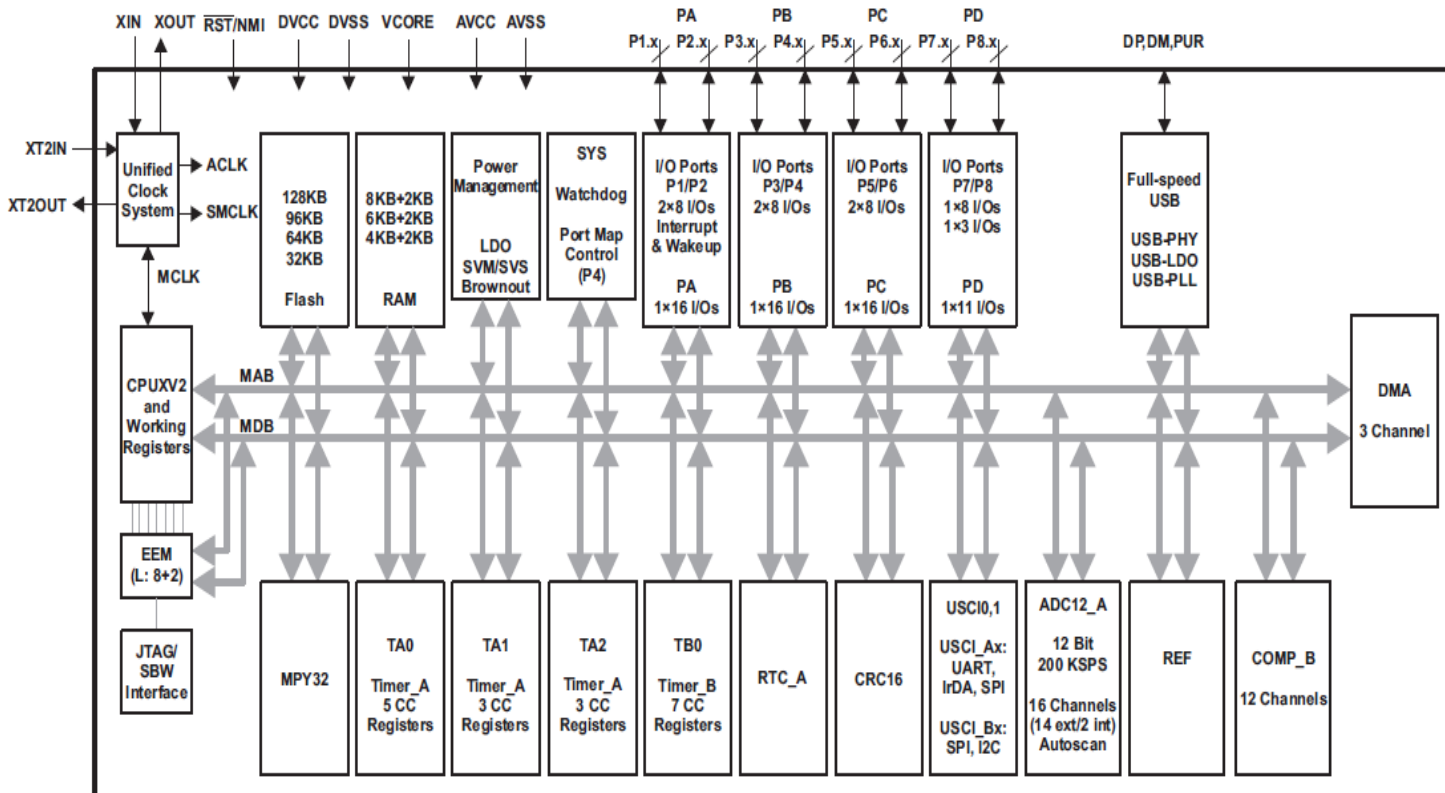 XIN XOUT RST/NMI DVCC DVSS VCORE AVCC AVSS
PA PB PC PD
P1.x P2.x P3.x P4.x P5.x P6.x P7.x P8.x
DP,DM,PUR
XT2IN
XT2OUT
Unified
Clock
System
ACLK
SMCLK
MCLK
128KB
96KB
64KB
32KB
Flash
8KB+2KB
6KB+2KB
4KB+2KB
RAM
Power
Management
LDO
SVM/SVS
Brownout
SYS
Watchdog
Port Map
Control
(P4)
I/O Ports
P1/P2
2×8 I/Os
Interrupt
& Wakeup
PA
1×16 I/Os
I/O Ports
P3/P4
2×8 I/Os
PB
1×16 I/Os
I/O Ports
P5/P6
2×8 I/Os
PC
1×16 I/Os
I/O Ports
P7/P8
1×8 I/Os
1×3 I/Os
PD
1×11 I/Os
Full-speed
USB
USB-PHY
USB-LDO
USB-PLL
CPUXV2
and
Working
Registers
MAB
MDB
DMA
3 Channel
EEM
(L: 8+2)
JTAG/
SBW
Interface
MPY32
TA0
Timer_A
5 CC
Registers
TA1
Timer_A
3 CC
Registers
TA2
Timer_A
3 CC
Registers
TB0
Timer_B
7 CC
Registers
RTC_A
CRC16
USCI0,1
USCI_Ax:
UART,
IrDA, SPI
USCI_Bx:
SPI, I2C
ADC12_A
12 Bit
200 KSPS
16 Channels
(14 ext/2 int)
Autoscan
REF
COMP_B
12 Channels